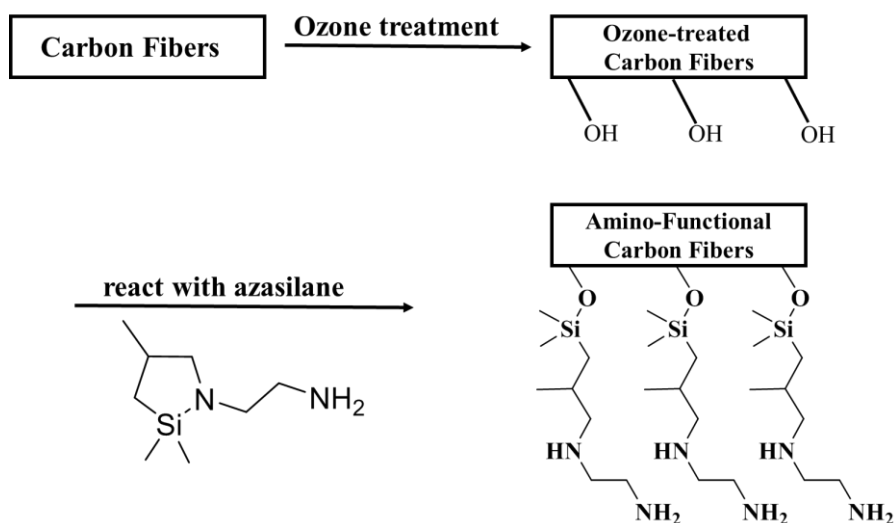 Carbon Fibers
Ozone treatment
Ozone-treated
Carbon Fibers
OH
OH
OH
react with azasilane
N
NH2
Si
Amino-Functional
Carbon Fibers
O
O
O
Si
Si
Si
HN
HN
HN
NH2
NH2
NH2